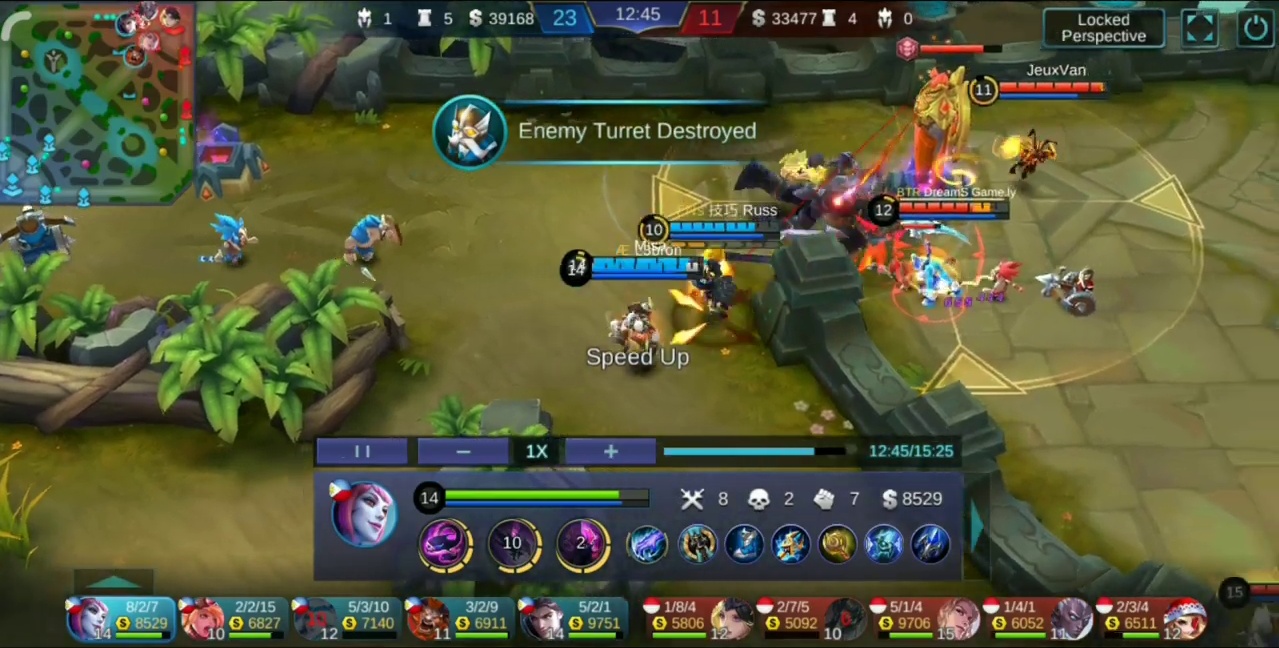 1 5 $ 39168 23 12:45 11 $ 33477 4 0
Locked
Perspective
JeuxVan
11
Enemy Turret Destroyed
BTR DreamS Game.ly
12
技巧 Russ
10
Lebron
14
Speed Up
− 1X + 12:45/15:25
14 8 2 7 $ 8529
10 2
15
8/2/7 2/2/15 5/3/10 3/2/9 5/2/1 1/8/4 2/7/5 5/1/4 1/4/1 2/3/4
8529 6827 7140 6911 9751 5806 5092 9706 6052 6511
14 10 12 11 14 12 10 15 11 12